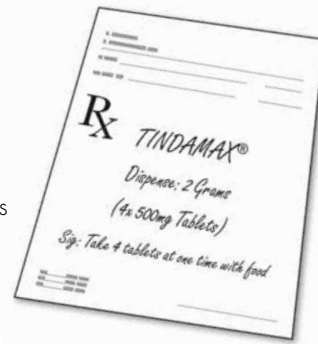 Rx
TINDAMAX®
Dispense: 2 Grams
(4x 500mg Tablets)
Sig: Take 4 tablets at one time with food
S